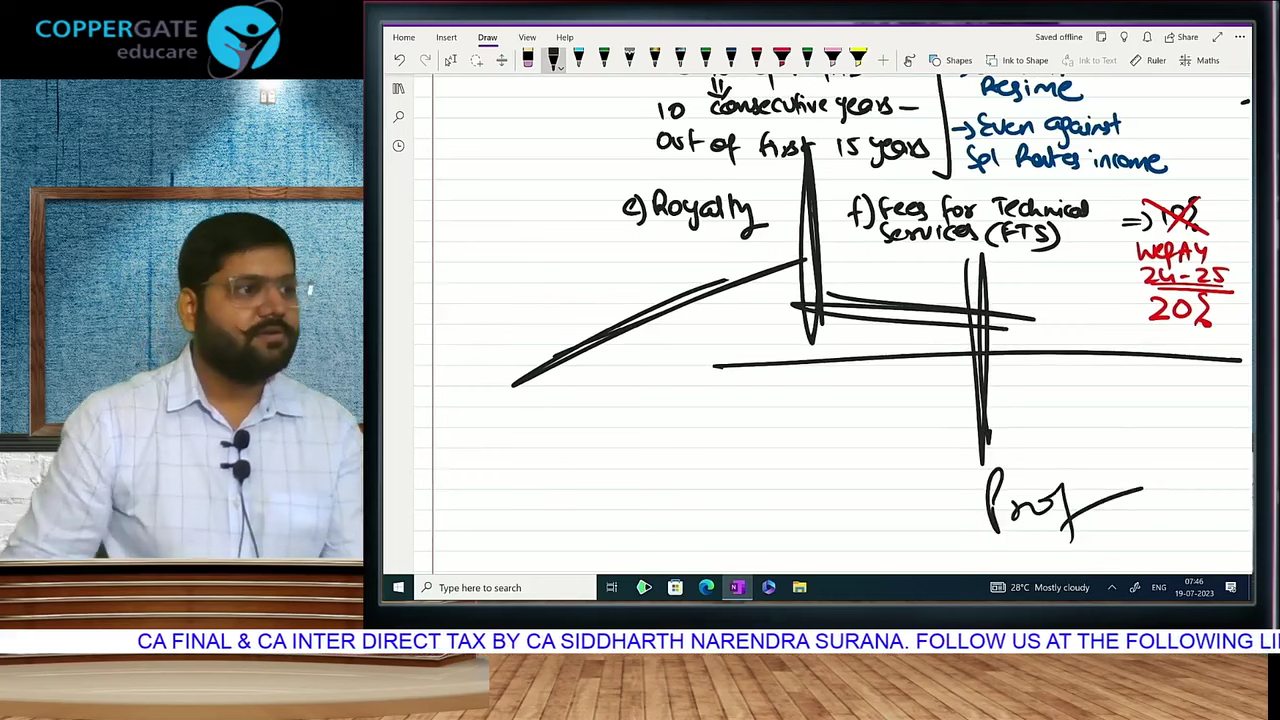 COPPERGATE
educare
Home Insert Draw View Help
Saved offline
Share
Shapes
Ink to Shape
Ink to Text
Ruler
Maths
Regime
10 consecutive years –
out of first 15 years
→ Even against
Spl Rates income
e) Royalty
f) Fees for Technical
Services (FTS)
=> 10%
WEF AY
24-25
20%
Prof
Type here to search
28°C Mostly cloudy
ENG
07:46
19-07-2023
CA FINAL & CA INTER DIRECT TAX BY CA SIDDHARTH NARENDRA SURANA. FOLLOW US AT THE FOLLOWING LI